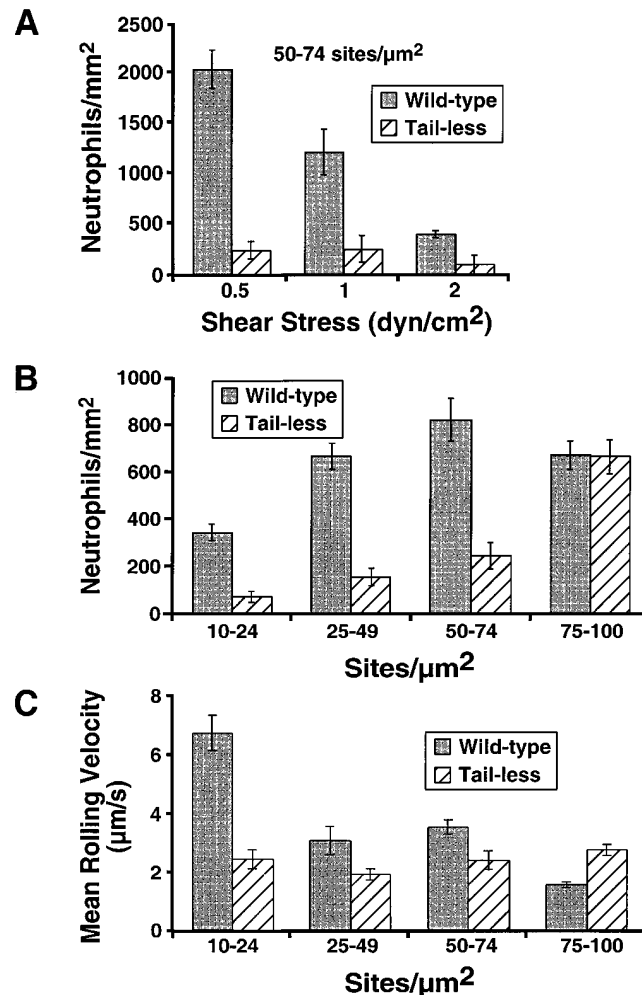 A
50-74 sites/µm2
Wild-type
Tail-less
Neutrophils/mm2
2500
2000
1500
1000
500
0
0.5 1 2
Shear Stress (dyn/cm2)
B
Wild-type
Tail-less
Neutrophils/mm2
1000
800
600
400
200
0
10-24 25-49 50-74 75-100
Sites/µm2
C
Wild-type
Tail-less
Mean Rolling Velocity
(µm/s)
8
6
4
2
0
10-24 25-49 50-74 75-100
Sites/µm2